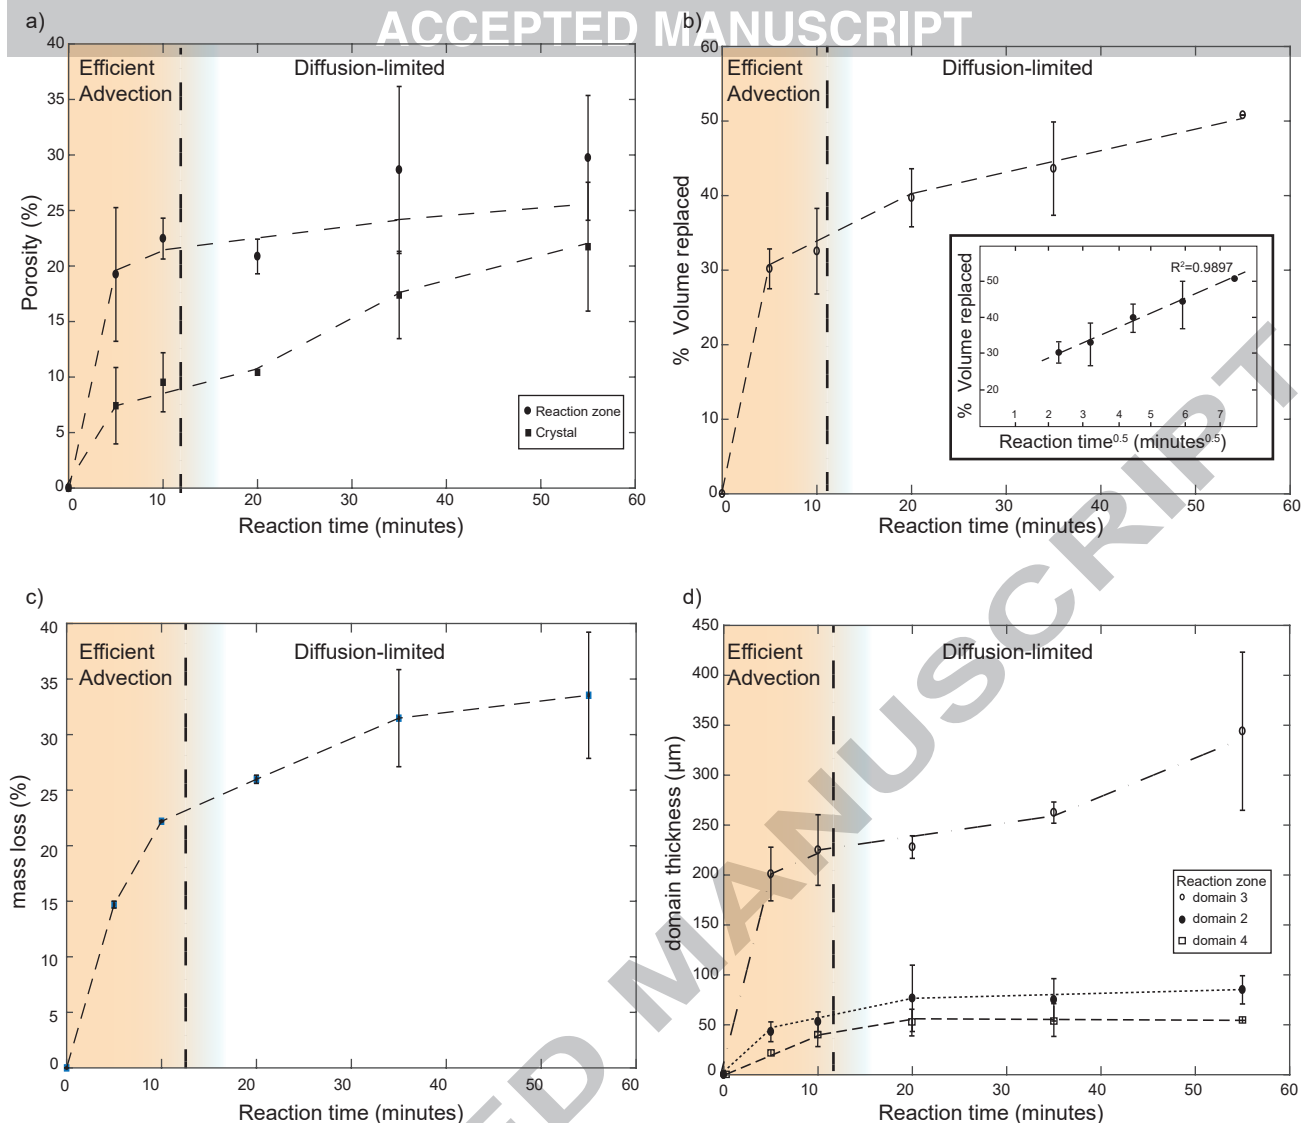 ACCEPTED MANUSCRIPT
a)
40
35
30
25
20
15
10
5
0
Porosity (%)
Efficient
Advection
Diffusion-limited
Reaction zone
Crystal
0 10 20 30 40 50 60
Reaction time (minutes)
b)
60
50
40
30
20
10
0
% Volume replaced
Efficient
Advection
Diffusion-limited
R²=0.9897
50
40
30
20
% Volume replaced
1 2 3 4 5 6 7
Reaction time⁰·⁵ (minutes⁰·⁵)
0 10 20 30 40 50 60
Reaction time (minutes)
c)
40
35
30
25
20
15
10
5
0
mass loss (%)
Efficient
Advection
Diffusion-limited
0 10 20 30 40 50 60
Reaction time (minutes)
d)
450
400
350
300
250
200
150
100
50
0
domain thickness (µm)
Efficient
Advection
Diffusion-limited
Reaction zone
domain 3
domain 2
domain 4
0 10 20 30 40 50 60
Reaction time (minutes)
ED MANUSCRIPT